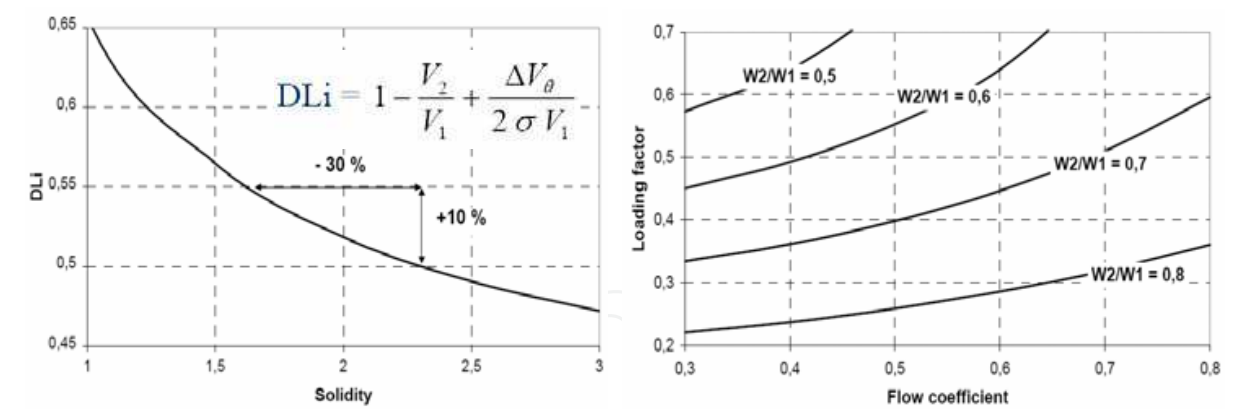 0,65
0,6
0,55
0,5
0,45
DLi
DLi = 1 - V2/V1 + ΔVθ / 2 σ V1
- 30 %
+10 %
1
1,5
2
2,5
3
Solidity
0,7
0,6
0,5
0,4
0,3
0,2
Loading factor
W2/W1 = 0,5
W2/W1 = 0,6
W2/W1 = 0,7
W2/W1 = 0,8
0,3
0,4
0,5
0,6
0,7
0,8
Flow coefficient